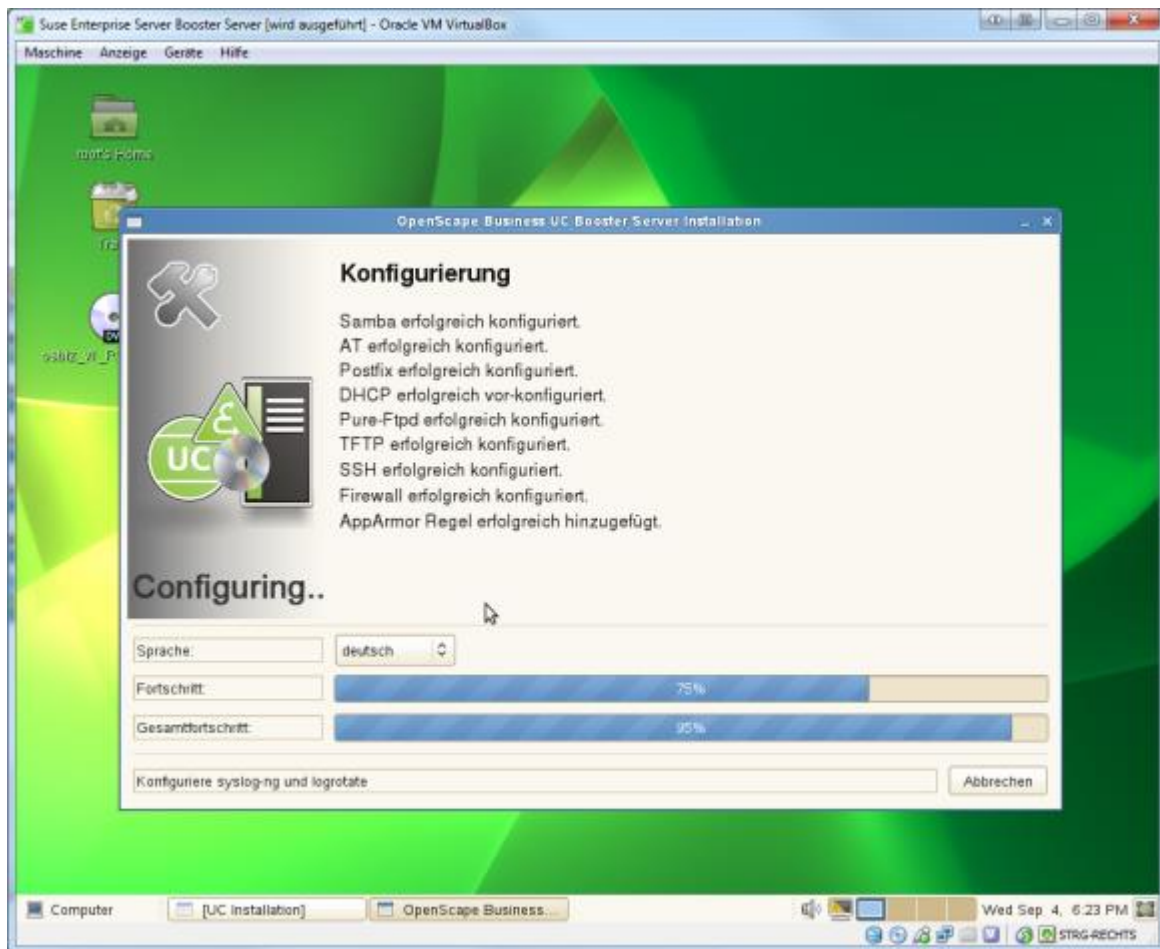 Suse Enterprise Server Booster Server [wird ausgeführt] - Oracle VM VirtualBox
Maschine Anzeige Geräte Hilfe
root's Home
OpenScape Business UC Booster Server Installation
Konfigurierung
Samba erfolgreich konfiguriert.
AT erfolgreich konfiguriert.
Postfix erfolgreich konfiguriert.
DHCP erfolgreich vor-konfiguriert.
Pure-Ftpd erfolgreich konfiguriert.
TFTP erfolgreich konfiguriert.
SSH erfolgreich konfiguriert.
Firewall erfolgreich konfiguriert.
AppArmor Regel erfolgreich hinzugefügt.
UC
Configuring..
Sprache:
deutsch
Fortschritt:
75%
Gesamtfortschritt:
95%
Konfiguriere syslog-ng und logrotate
Abbrechen
Computer
[UC Installation]
OpenScape Business...
Wed Sep 4, 6:23 PM
STRG-RECHTS